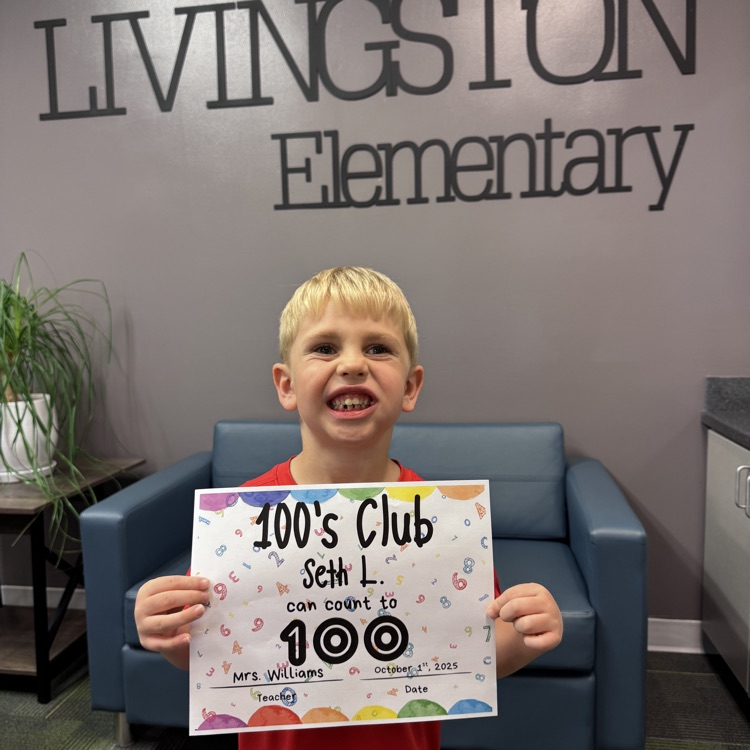 LIVINGSTON
Elementary
100's Club
Seth L.
can count to
100
Mrs. Williams October 1st, 2025
Teacher Date